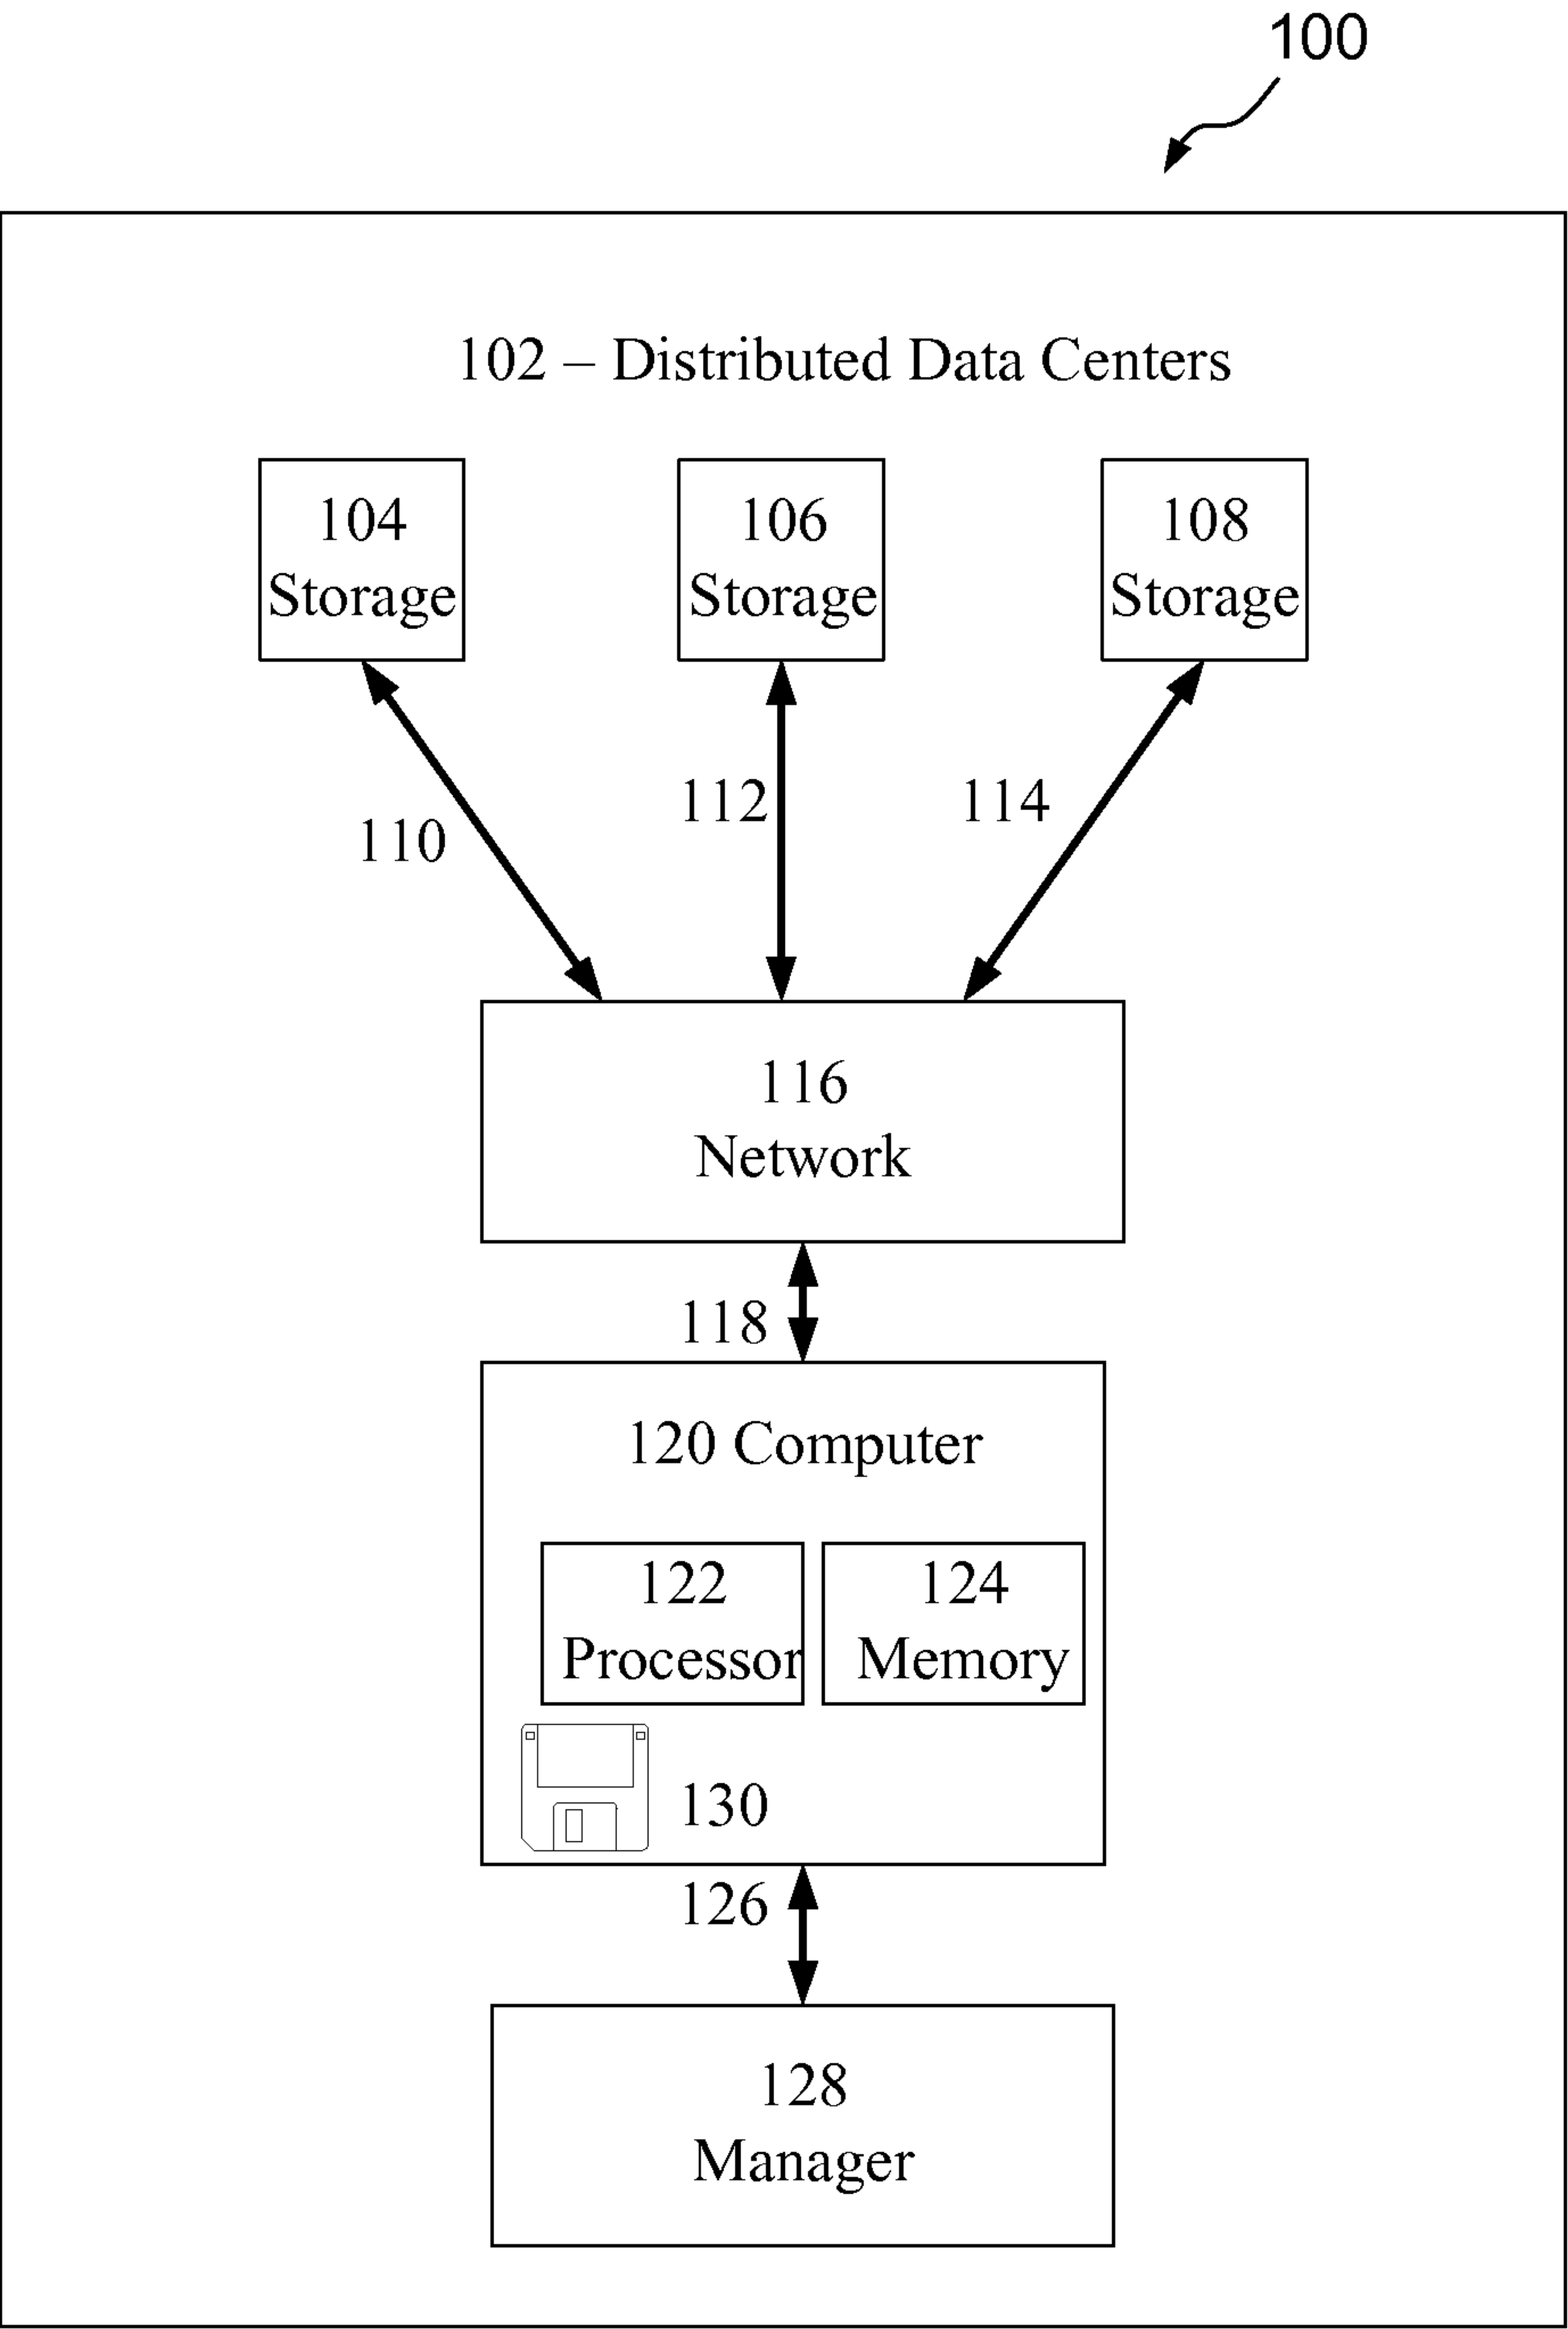 100
102 – Distributed Data Centers
104
Storage
106
Storage
108
Storage
110
112
114
116
Network
118
120 Computer
122
Processor
124
Memory
130
126
128
Manager